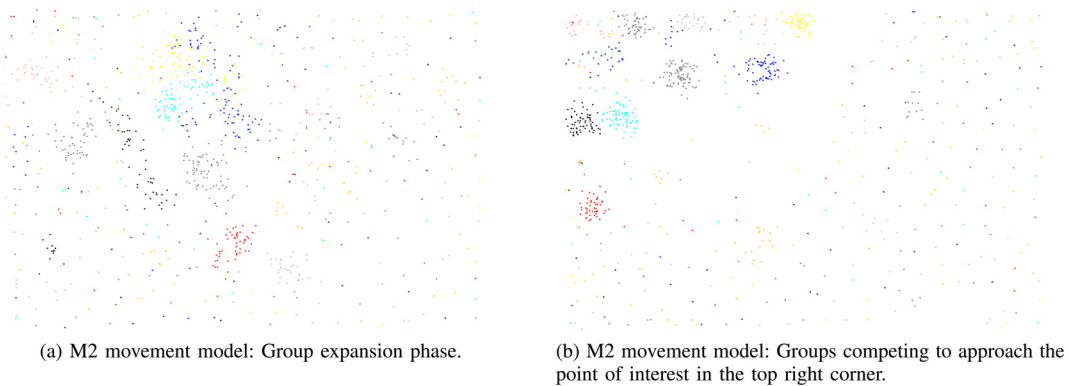 (a) M2 movement model: Group expansion phase.
(b) M2 movement model: Groups competing to approach the
point of interest in the top right corner.